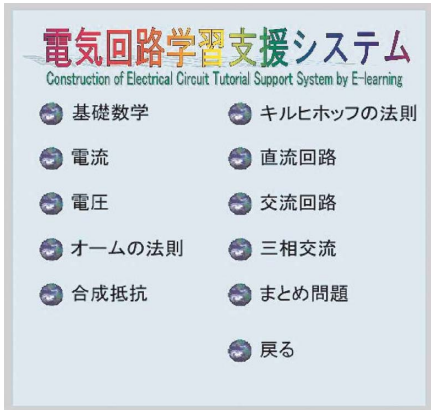 電気回路学習支援システム
Construction of Electrical Circuit Tutorial Support System by E-learning
基礎数学
電流
電圧
オームの法則
合成抵抗
キルヒホッフの法則
直流回路
交流回路
三相交流
まとめ問題
戻る